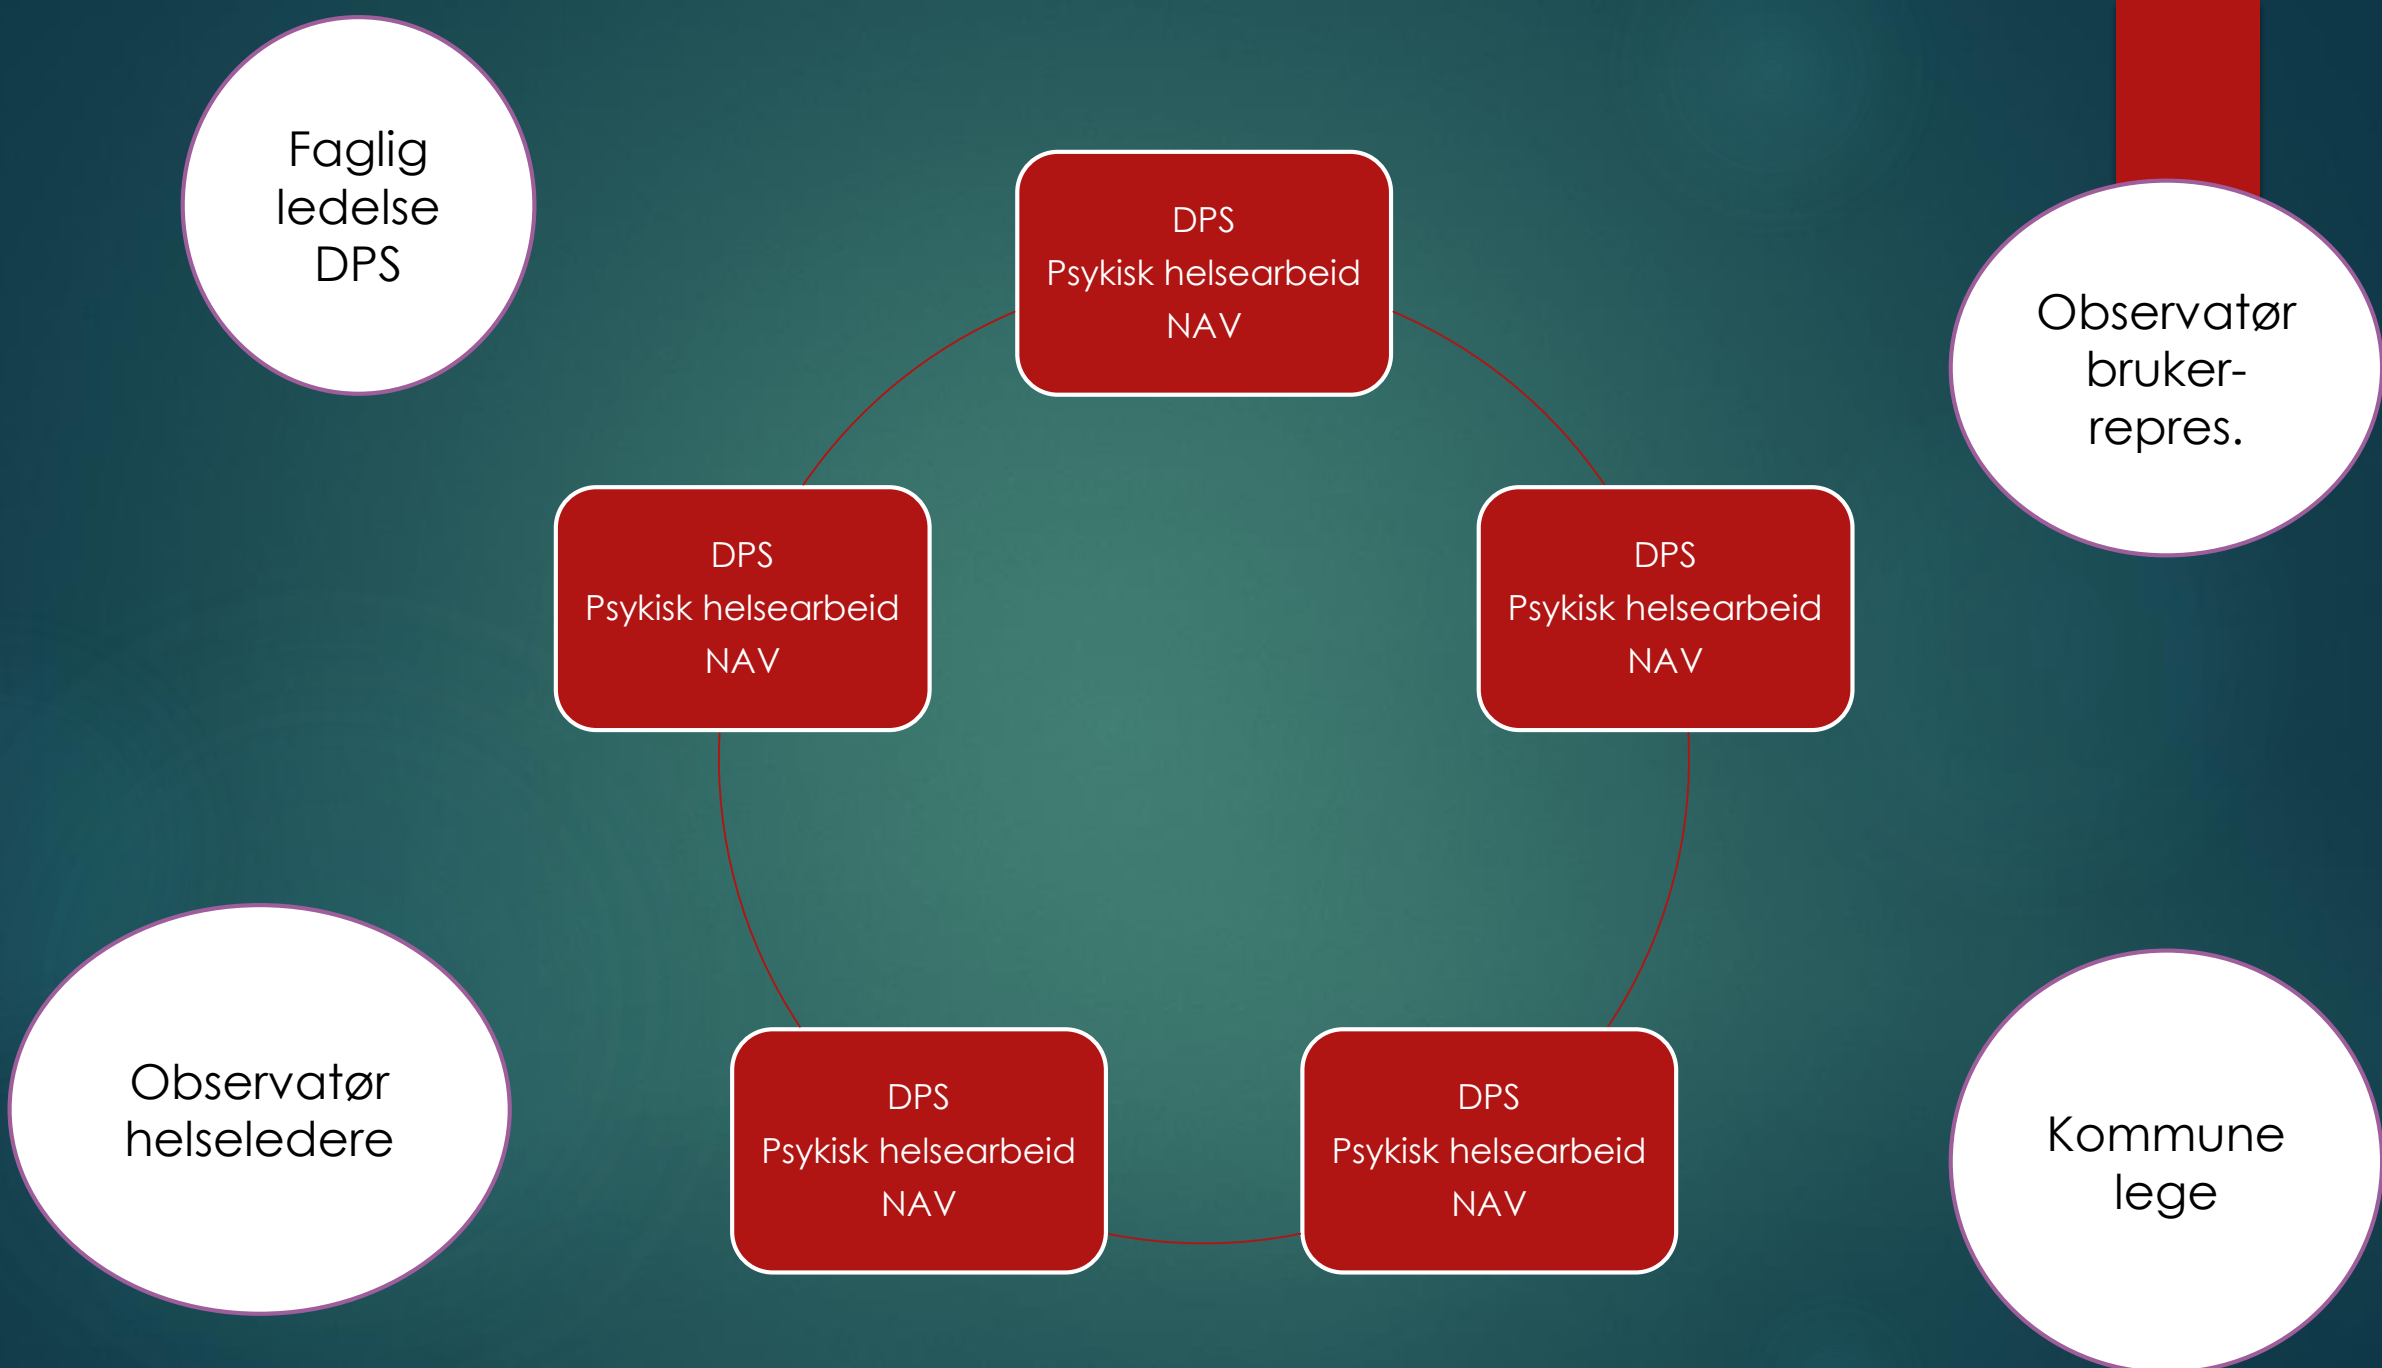 Faglig
ledelse
DPS
DPS
Psykisk helsearbeid
NAV
Observatør
bruker-
repres.
DPS
Psykisk helsearbeid
NAV
DPS
Psykisk helsearbeid
NAV
Observatør
helseledere
DPS
Psykisk helsearbeid
NAV
DPS
Psykisk helsearbeid
NAV
Kommune
lege